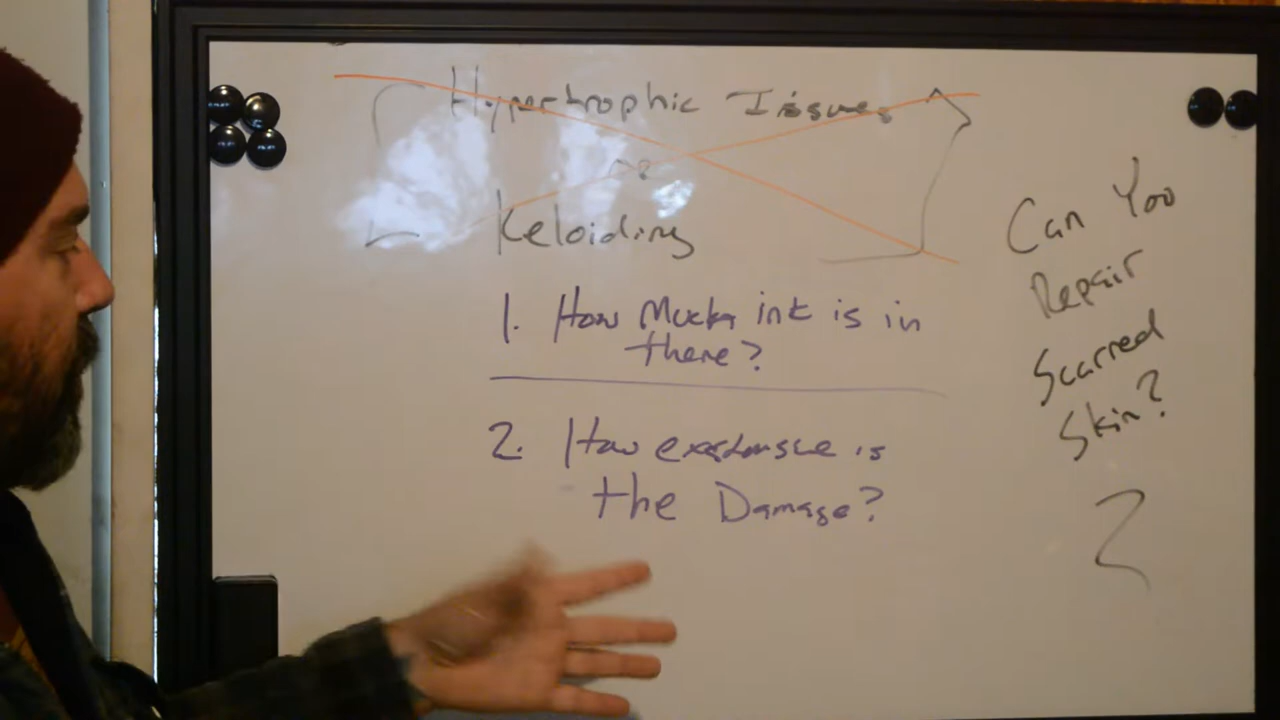 Hypertrophic Issues
or
Keloiding
1. How Much ink is in
there?
2. How extensive is
the Damage?
Can You
Repair
Scarred
Skin?